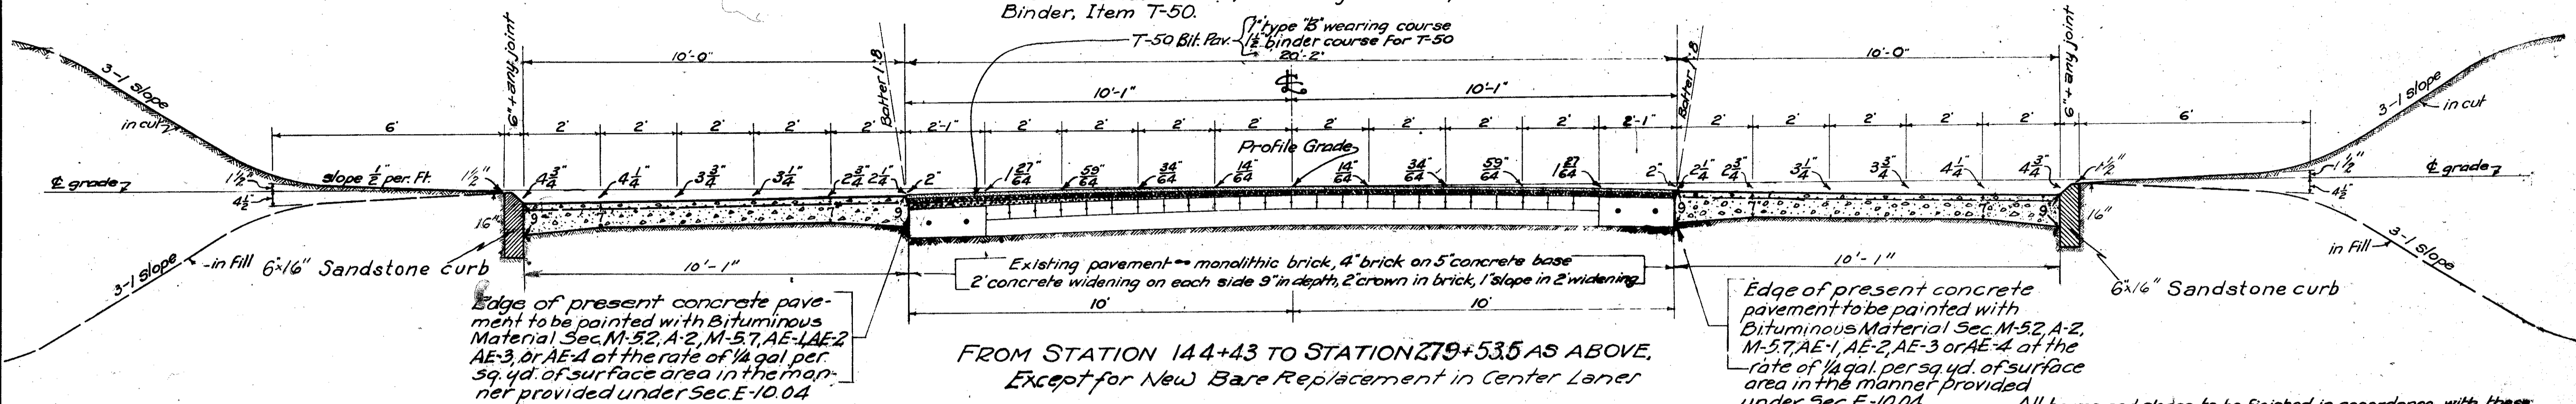 Binder, Item T-50.
T-50 Bit. Pav. 1" type "B" wearing course
1½" binder course for T-50
20'-2"
10'-0"
10'-0"
10'-1"
10'-1"
6" + any joint
Batter 1:8
Batter 1:8
6" + any joint
3-1 slope
in cut
3-1 slope
in cut
6' 2' 2' 2' 2' 2' 2'-1" 2' 2' 2' 2' 2' 2' 2' 2' 2'-1" 2' 2' 2' 2' 2' 6'
Profile Grade
℄ grade
1½" slope ½" per. Ft. 1½" 4¾" 4¼" 3¾" 3¼" 2¾" 2¼" 2" 1 27/64" 59/64" 34/64" 14/64" 14/64" 34/64" 59/64" 1 27/64" 2" 2¼" 2¾" 3¼" 3¾" 4¼" 4¾" 1½" 1½"
℄ grade
4½"
4½"
16" 9 7 7 9 9 7 7 9 16"
3-1 slope
in fill
6"x16" Sandstone curb
10'-1"
Existing pavement - monolithic brick, 4" brick on 5" concrete base
2' concrete widening on each side 9" in depth, 2" crown in brick, 1" slope in 2' widening
10'-1"
6"x16" Sandstone curb
in fill
3-1 slope
10'
10'
Edge of present concrete pave-
ment to be painted with Bituminous
Material Sec. M-5.2, A-2, M-5.7, AE-1, AE-2
AE-3, or AE-4 at the rate of ¼ gal. per.
sq. yd. of surface area in the man-
ner provided under Sec. E-10.04
FROM STATION 144+43 TO STATION 279+53.5 AS ABOVE,
Except for New Base Replacement in Center Lanes
Edge of present concrete
pavement to be painted with
Bituminous Material Sec. M-5.2, A-2,
M-5.7, AE-1, AE-2, AE-3 or AE-4 at the
rate of ¼ gal. per sq. yd. of surface
area in the manner provided
under Sec. E-10.04